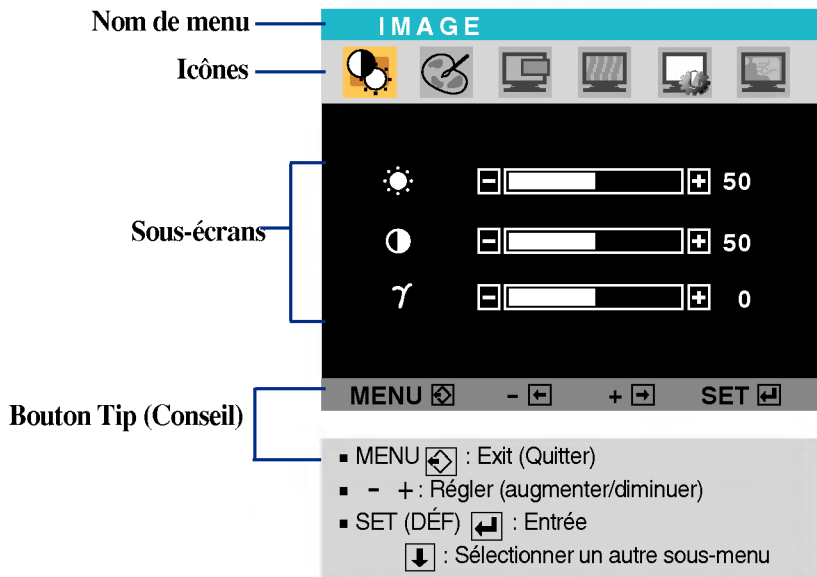 Nom de menu
IMAGE
Icônes
50
Sous-écrans
50
γ
0
MENU - + SET
Bouton Tip (Conseil)
▪ MENU : Exit (Quitter)
▪ - + : Régler (augmenter/diminuer)
▪ SET (DÉF) : Entrée
: Sélectionner un autre sous-menu